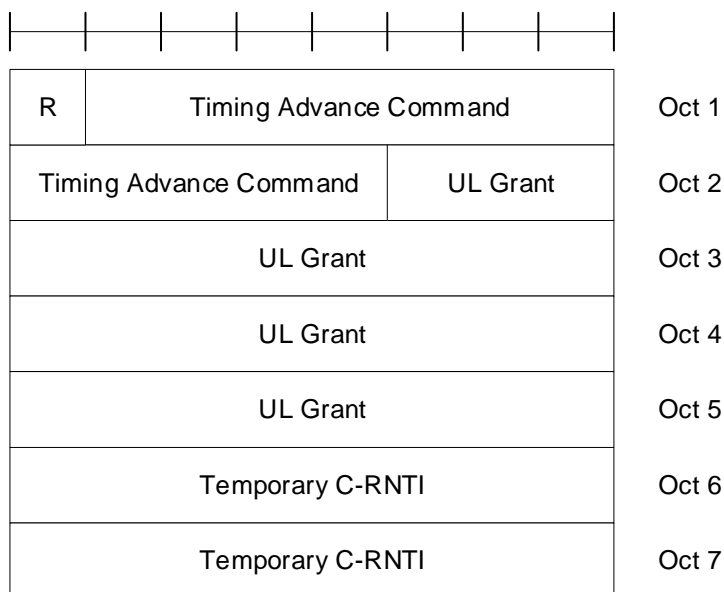 R Timing Advance Command Oct 1
Timing Advance Command UL Grant Oct 2
UL Grant Oct 3
UL Grant Oct 4
UL Grant Oct 5
Temporary C-RNTI Oct 6
Temporary C-RNTI Oct 7